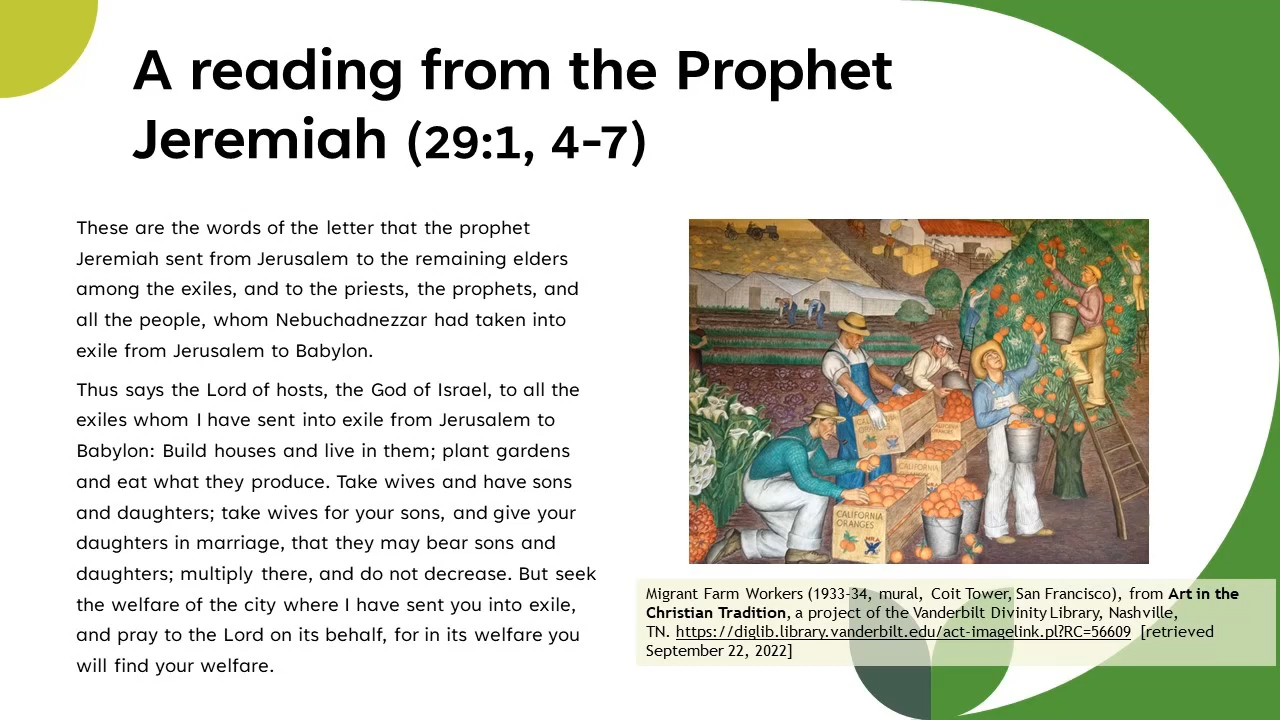 A reading from the Prophet
Jeremiah (29:1, 4-7)
These are the words of the letter that the prophet
Jeremiah sent from Jerusalem to the remaining elders
among the exiles, and to the priests, the prophets, and
all the people, whom Nebuchadnezzar had taken into
exile from Jerusalem to Babylon.
Thus says the Lord of hosts, the God of Israel, to all the
exiles whom I have sent into exile from Jerusalem to
Babylon: Build houses and live in them; plant gardens
and eat what they produce. Take wives and have sons
and daughters; take wives for your sons, and give your
daughters in marriage, that they may bear sons and
daughters; multiply there, and do not decrease. But seek
the welfare of the city where I have sent you into exile,
and pray to the Lord on its behalf, for in its welfare you
will find your welfare.
CALIFORNIA
ORANGES
NRA
Migrant Farm Workers (1933-34, mural, Coit Tower, San Francisco), from Art in the
Christian Tradition, a project of the Vanderbilt Divinity Library, Nashville,
TN. https://diglib.library.vanderbilt.edu/act-imagelink.pl?RC=56609 [retrieved
September 22, 2022]